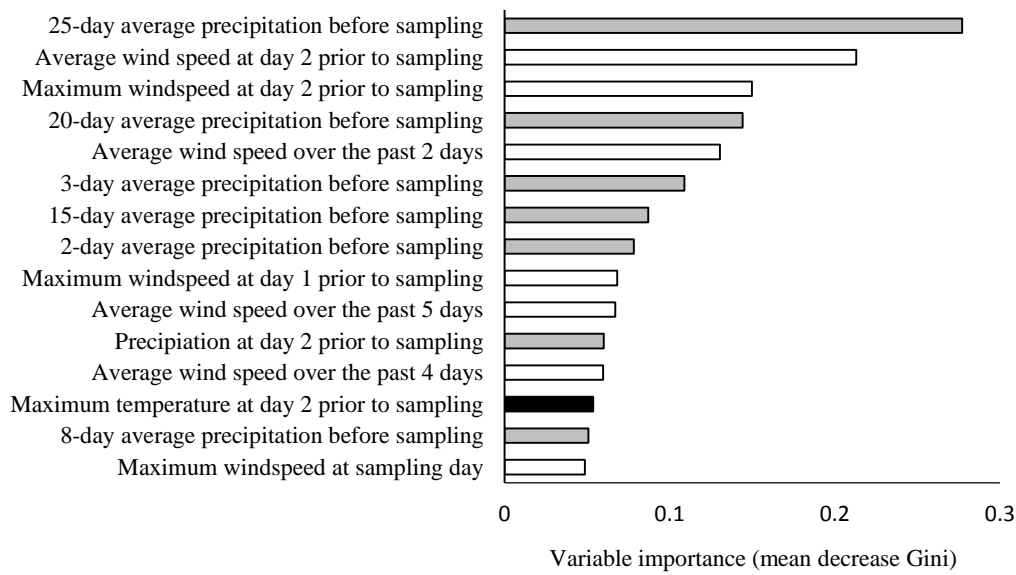 25-day average precipitation before sampling
Average wind speed at day 2 prior to sampling
Maximum windspeed at day 2 prior to sampling
20-day average precipitation before sampling
Average wind speed over the past 2 days
3-day average precipitation before sampling
15-day average precipitation before sampling
2-day average precipitation before sampling
Maximum windspeed at day 1 prior to sampling
Average wind speed over the past 5 days
Precipiation at day 2 prior to sampling
Average wind speed over the past 4 days
Maximum temperature at day 2 prior to sampling
8-day average precipitation before sampling
Maximum windspeed at sampling day
0 0.1 0.2 0.3
Variable importance (mean decrease Gini)